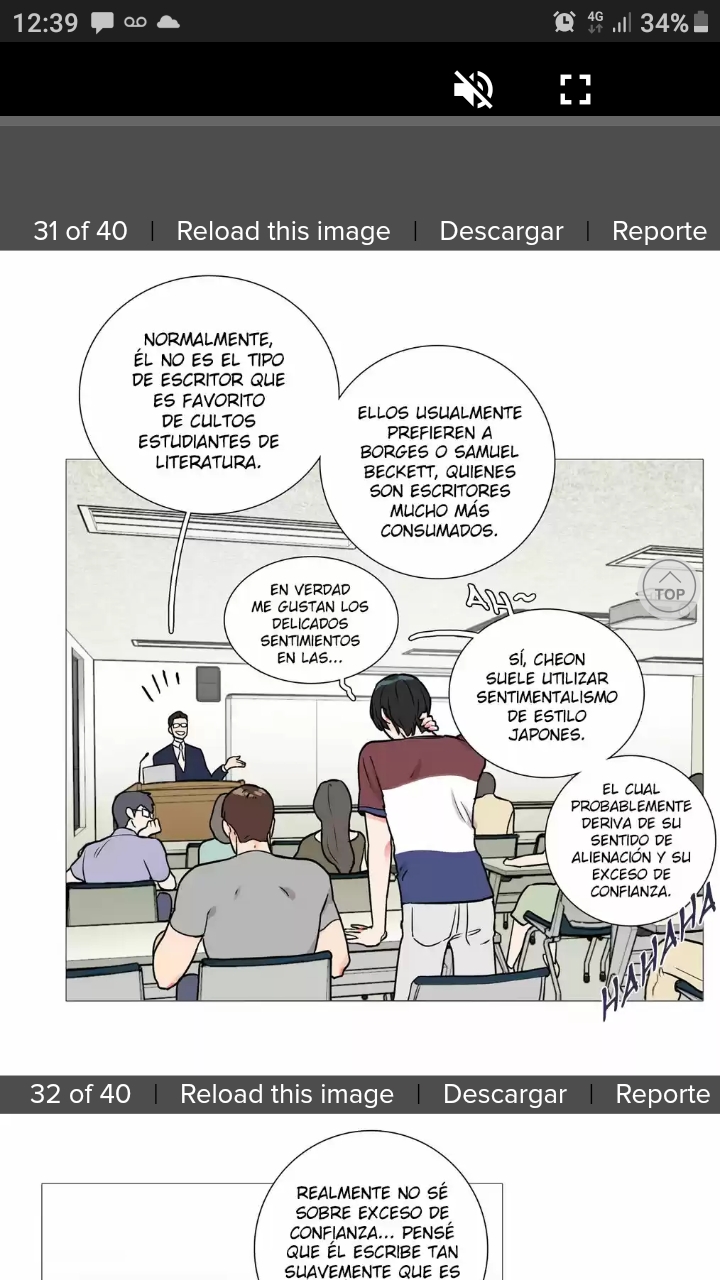 12:39
4G
34%
31 of 40 | Reload this image | Descargar | Reporte
NORMALMENTE,
ÉL NO ES EL TIPO
DE ESCRITOR QUE
ES FAVORITO
DE CULTOS
ESTUDIANTES DE
LITERATURA.
ELLOS USUALMENTE
PREFIEREN A
BORGES O SAMUEL
BECKETT, QUIENES
SON ESCRITORES
MUCHO MÁS
CONSUMADOS.
EN VERDAD
ME GUSTAN LOS
DELICADOS
SENTIMIENTOS
EN LAS...
AH~
TOP
SÍ, CHEON
SUELE UTILIZAR
SENTIMENTALISMO
DE ESTILO
JAPONES.
EL CUAL
PROBABLEMENTE
DERIVA DE SU
SENTIDO DE
ALIENACIÓN Y SU
EXCESO DE
CONFIANZA.
HAHAHA
32 of 40 | Reload this image | Descargar | Reporte
REALMENTE NO SÉ
SOBRE EXCESO DE
CONFIANZA... PENSÉ
QUE ÉL ESCRIBE TAN
SUAVEMENTE QUE ES